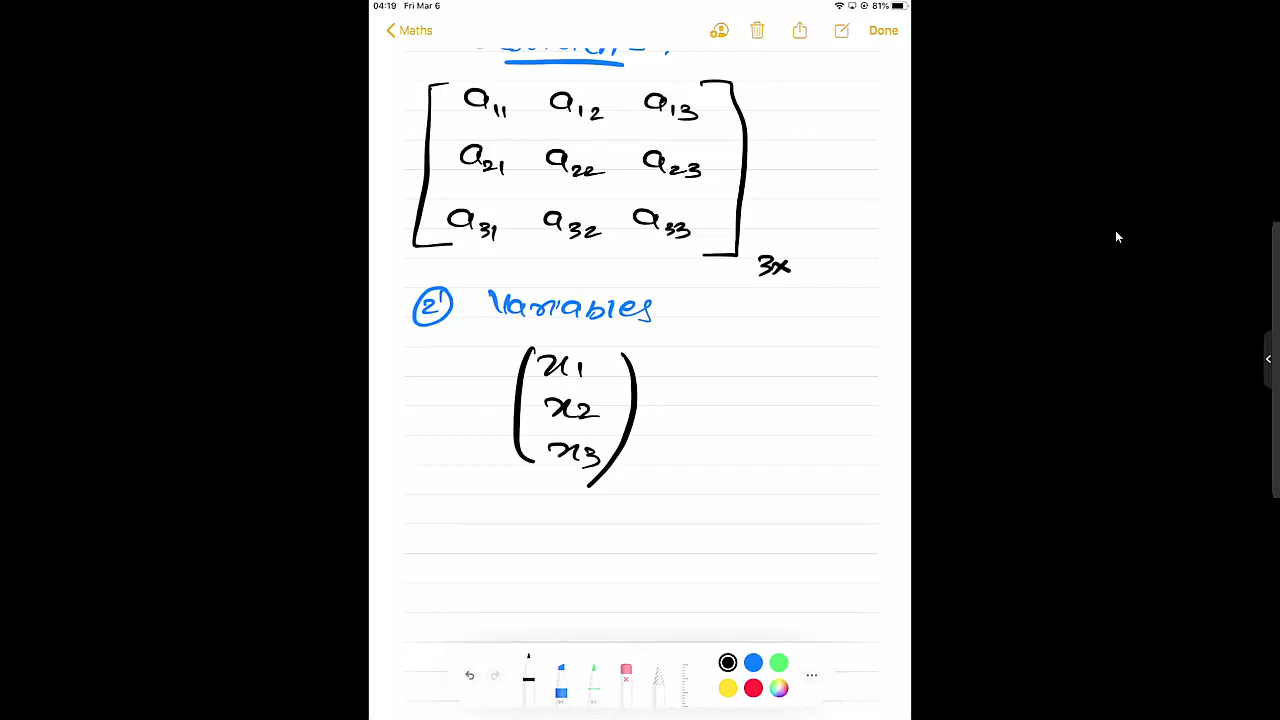 04:19 Fri Mar 6 81%
Maths Done
a11 a12 a13
a21 a22 a23
a31 a32 a33
3x
2 Variables
x1
x2
x3